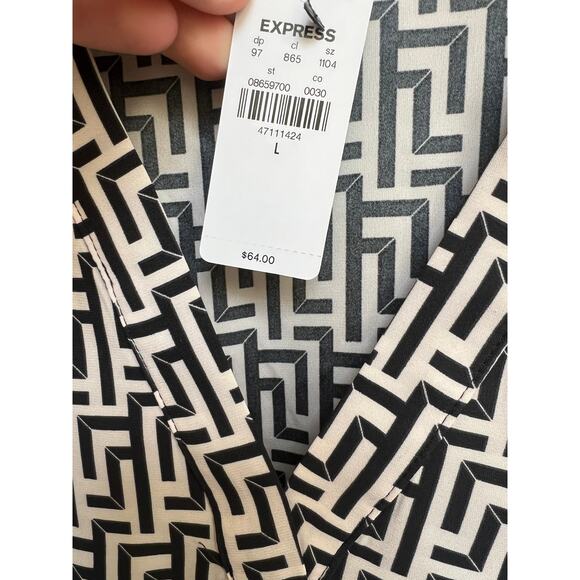 EXPRESS
dp cl sz
97 865 1104
st co
08659700 0030
47111424
L
$64.00